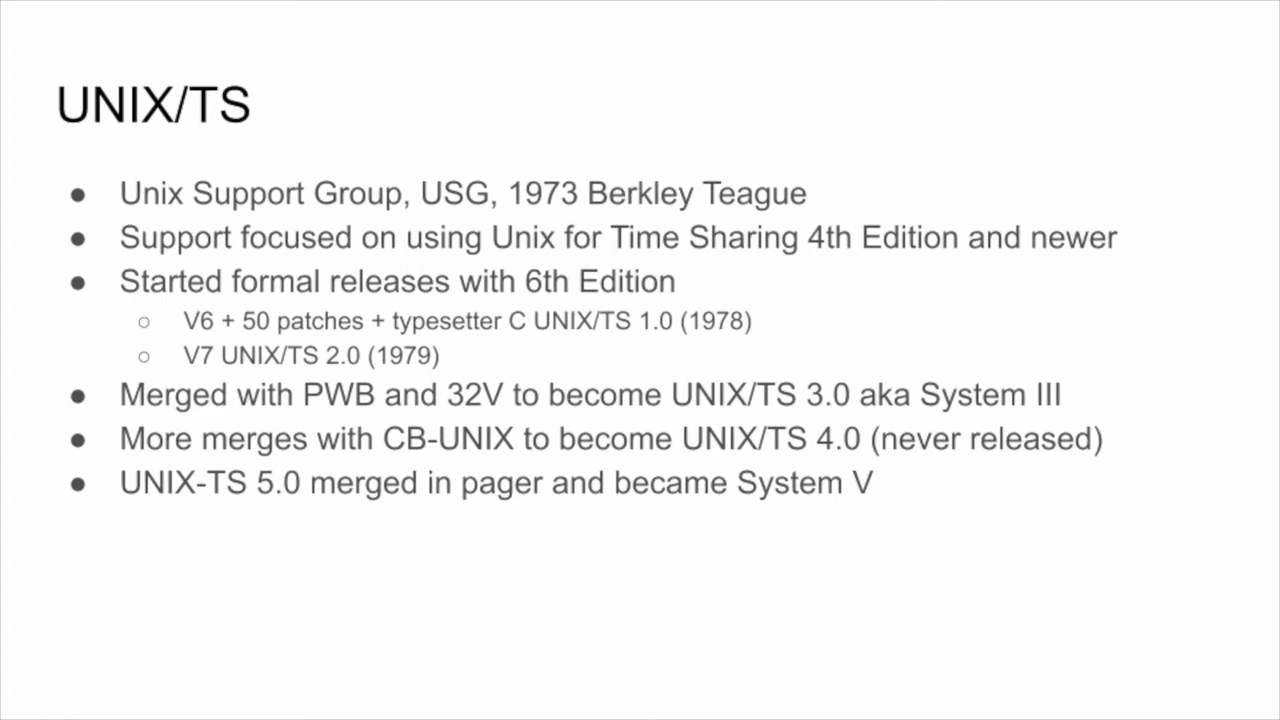 UNIX/TS
● Unix Support Group, USG, 1973 Berkley Teague
● Support focused on using Unix for Time Sharing 4th Edition and newer
● Started formal releases with 6th Edition
○ V6 + 50 patches + typesetter C UNIX/TS 1.0 (1978)
○ V7 UNIX/TS 2.0 (1979)
● Merged with PWB and 32V to become UNIX/TS 3.0 aka System III
● More merges with CB-UNIX to become UNIX/TS 4.0 (never released)
● UNIX-TS 5.0 merged in pager and became System V